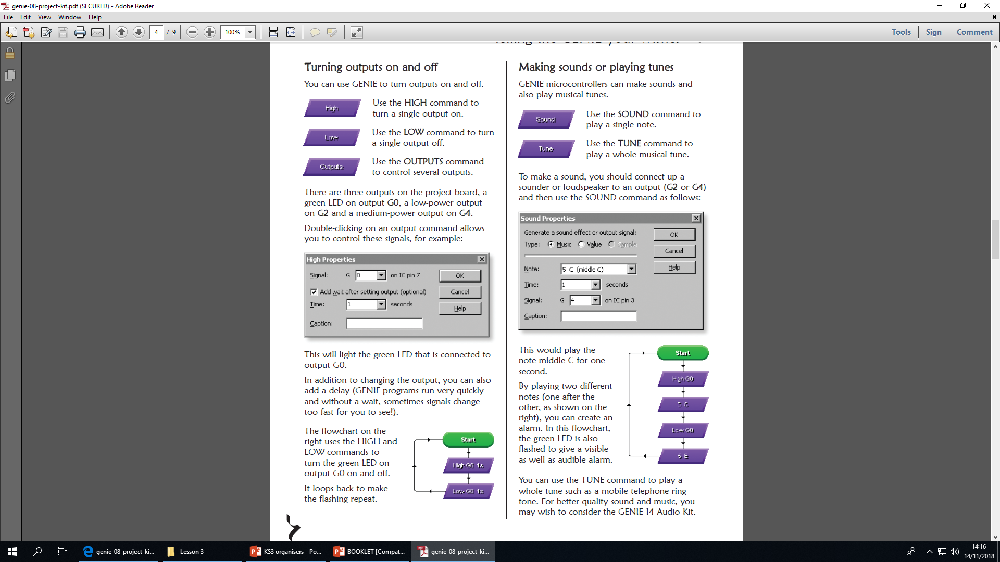 genie-08-project-kit.pdf (SECURED) - Adobe Reader
File Edit View Window Help
4 / 9 100% Tools Sign Comment
Turning outputs on and off
You can use GENIE to turn outputs on and off.
High
Use the HIGH command to
turn a single output on.
Low
Use the LOW command to turn
a single output off.
Outputs
Use the OUTPUTS command
to control several outputs.
There are three outputs on the project board, a
green LED on output G0, a low-power output
on G2 and a medium-power output on G4.
Double-clicking on an output command allows
you to control these signals, for example:
High Properties
Signal: G 0 on IC pin 7
OK
Add wait after setting output (optional)
Cancel
Time: 1 seconds
Help
Caption:
This will light the green LED that is connected to
output G0.
In addition to changing the output, you can also
add a delay (GENIE programs run very quickly
and without a wait, sometimes signals change
too fast for you to see!).
The flowchart on the
right uses the HIGH and
LOW commands to
turn the green LED on
output G0 on and off.
It loops back to make
the flashing repeat.
Start
High G0 1s
Low G0 1s
Making sounds or playing tunes
GENIE microcontrollers can make sounds and
also play musical tunes.
Sound
Use the SOUND command to
play a single note.
Tune
Use the TUNE command to
play a whole musical tune.
To make a sound, you should connect up a
sounder or loudspeaker to an output (G2 or G4)
and then use the SOUND command as follows:
Sound Properties
Generate a sound effect or output signal:
OK
Type: Music Value Sample
Cancel
Note: 5 C (middle C)
Help
Time: 1 seconds
Signal: G 4 on IC pin 3
Caption:
This would play the
note middle C for one
second.
By playing two different
notes (one after the
other, as shown on the
right), you can create an
alarm. In this flowchart,
the green LED is also
flashed to give a visible
as well as audible alarm.
Start
High G0
5 C
Low G0
5 E
You can use the TUNE command to play a
whole tune such as a mobile telephone ring
tone. For better quality sound and music, you
may wish to consider the GENIE 14 Audio Kit.
genie-08-project-ki... Lesson 3 KS3 organisers - Po... BOOKLET [Compat... genie-08-project-ki...
14:16
14/11/2018